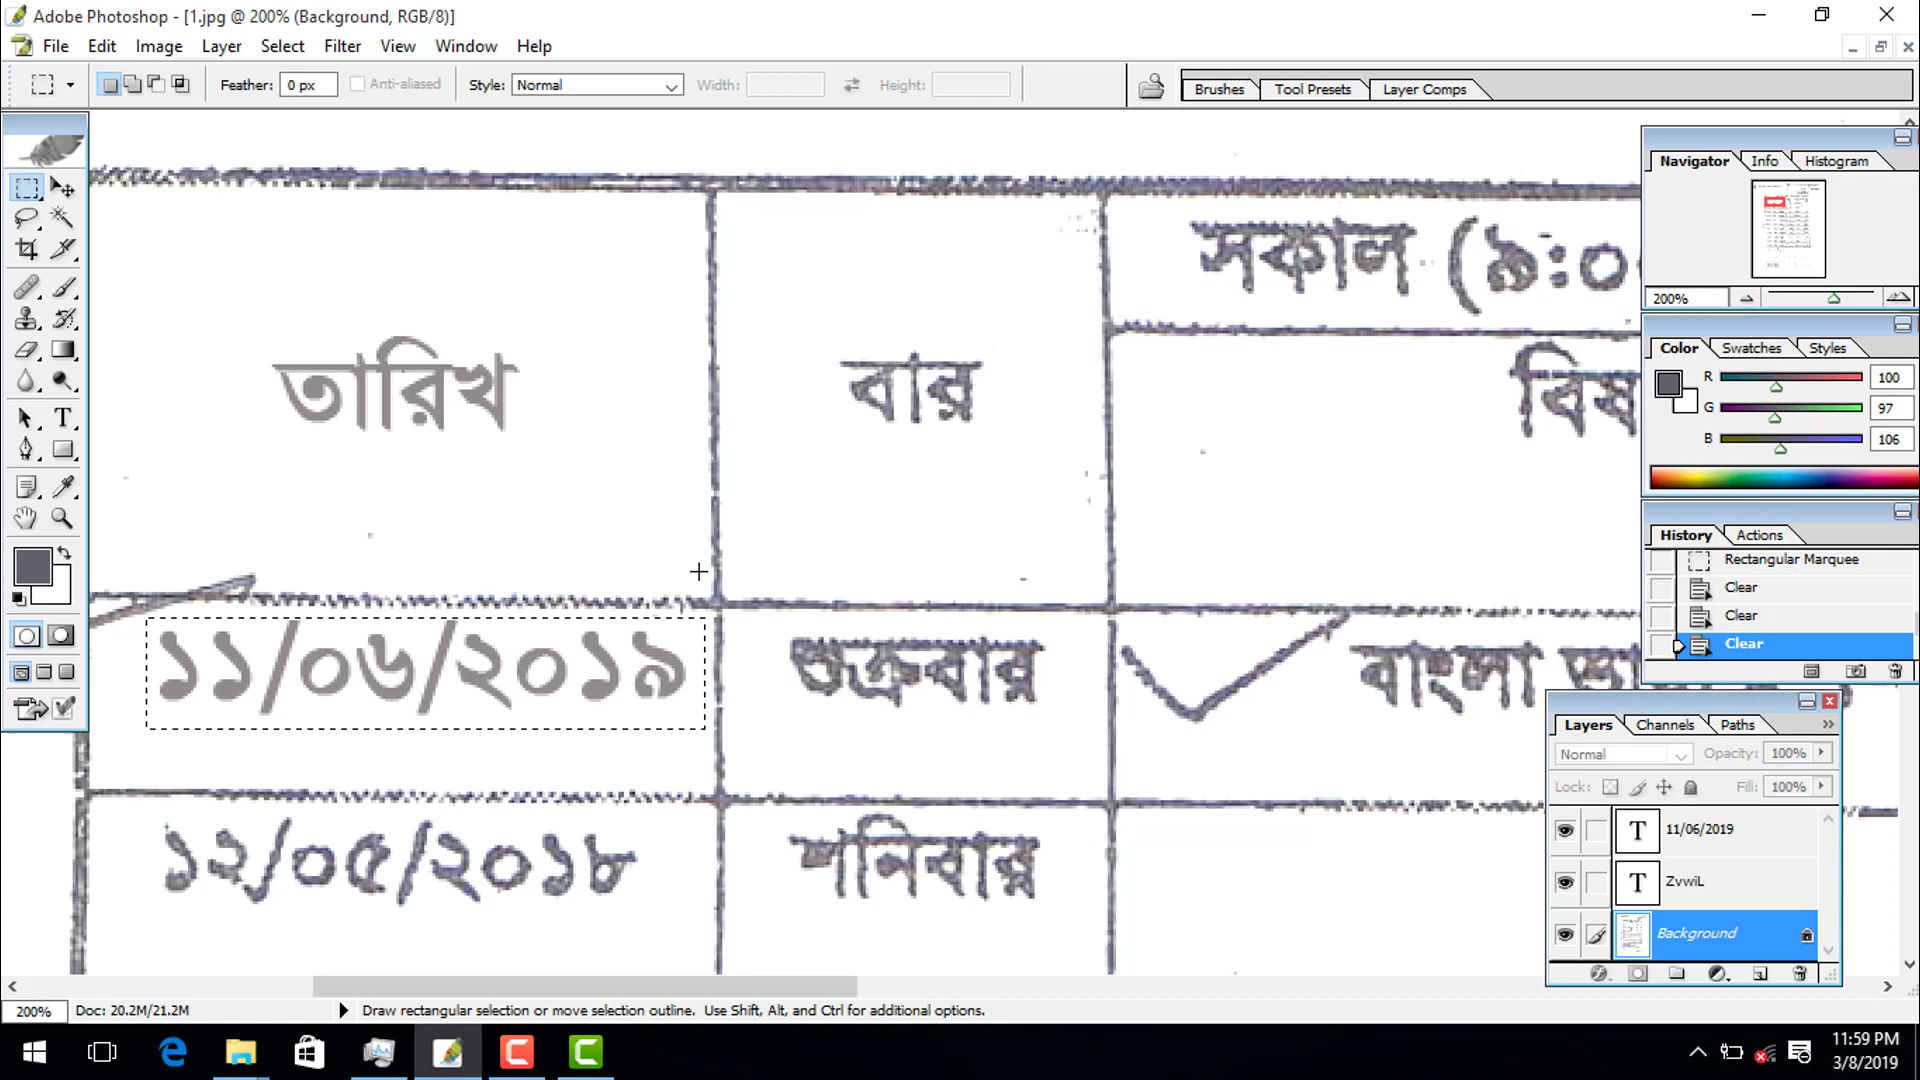 Adobe Photoshop - [1.jpg @ 200% (Background, RGB/8)]
File Edit Image Layer Select Filter View Window Help
Feather: 0 px Anti-aliased Style: Normal Width: Height: Brushes Tool Presets Layer Comps
Navigator Info Histogram
200%
Color Swatches Styles
R 100
G 97
B 106
History Actions
Rectangular Marquee
Clear
Clear
Clear
Layers Channels Paths
Normal Opacity: 100%
Lock: Fill: 100%
T 11/06/2019
T ZvwiL
Background
সকাল (৯:০
তারিখ বার বিষ
১১/০৬/২০১৯ শুক্রবার বাংলা
১২/০৫/২০১৮ শনিবার
200% Doc: 20.2M/21.2M Draw rectangular selection or move selection outline. Use Shift, Alt, and Ctrl for additional options.
11:59 PM
3/8/2019